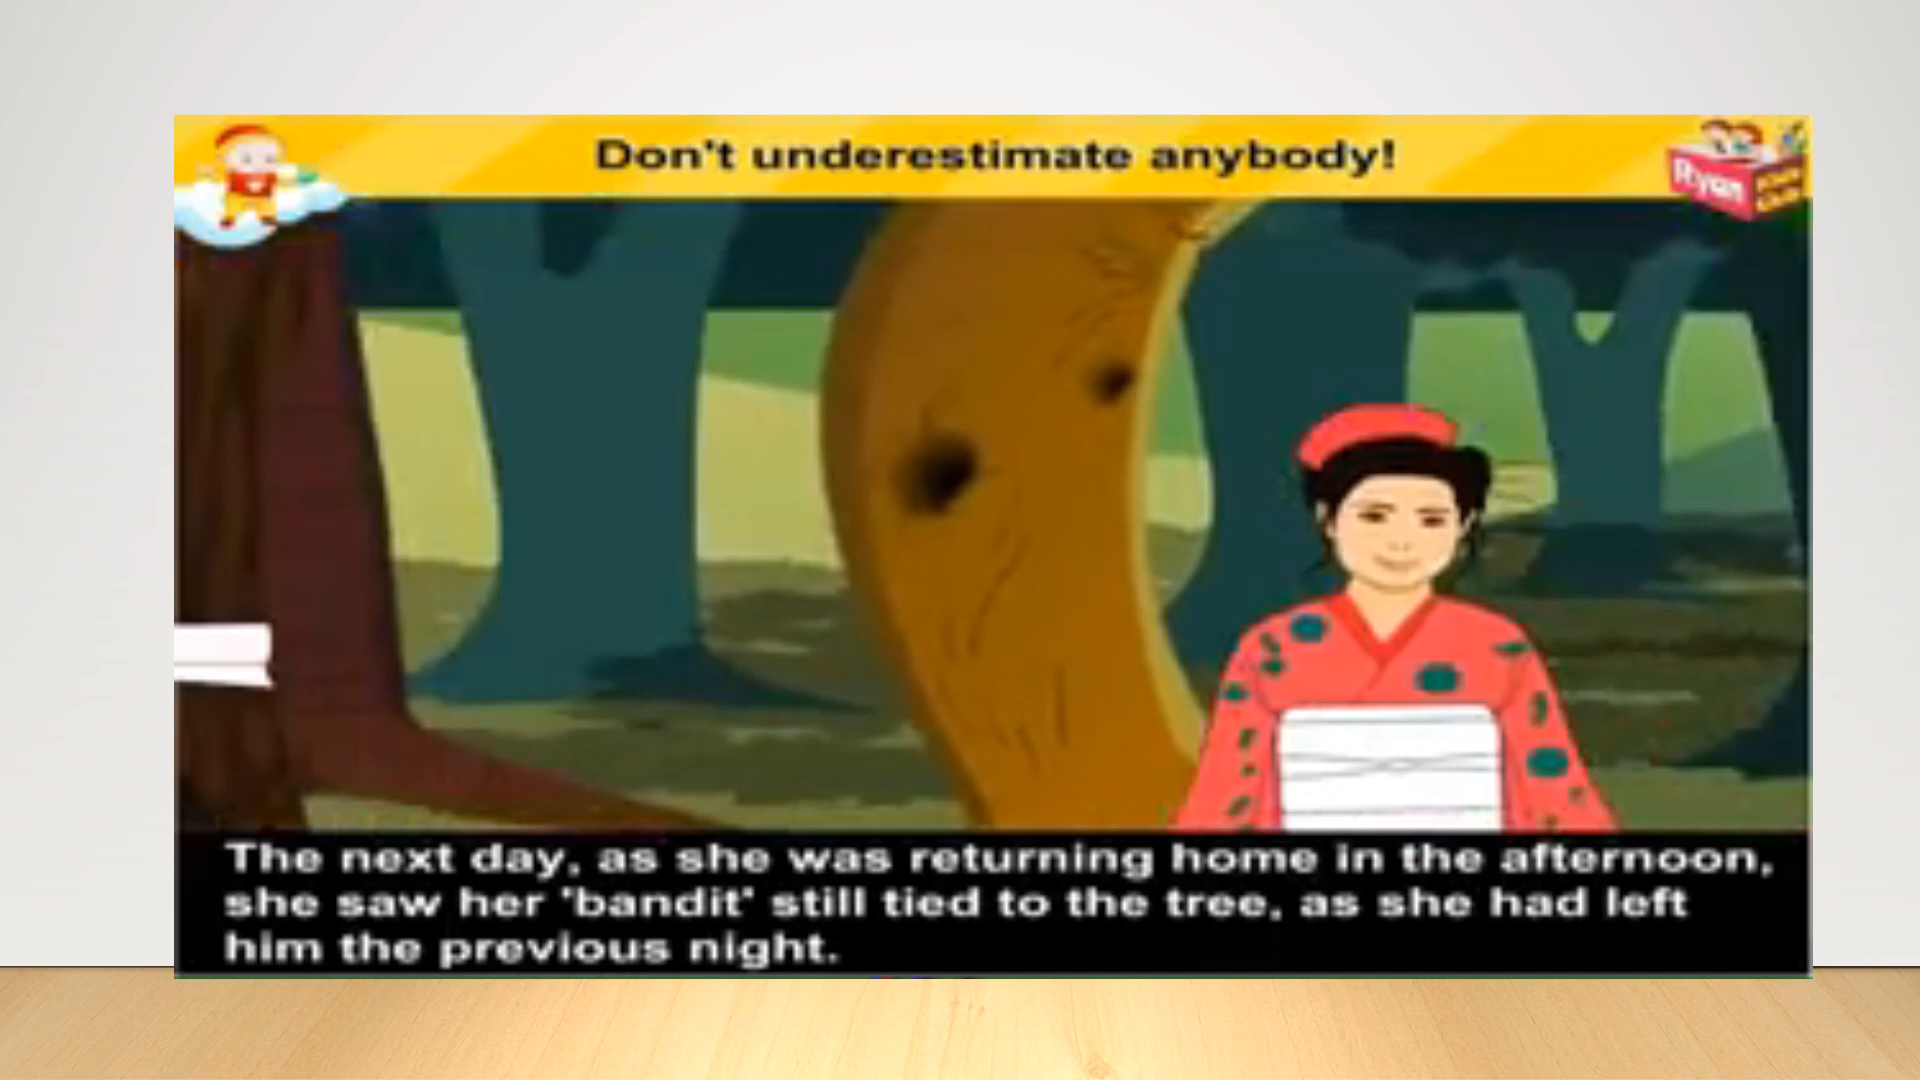 Don't underestimate anybody!
Ryan
The next day, as she was returning home in the afternoon,
she saw her 'bandit' still tied to the tree, as she had left
him the previous night.